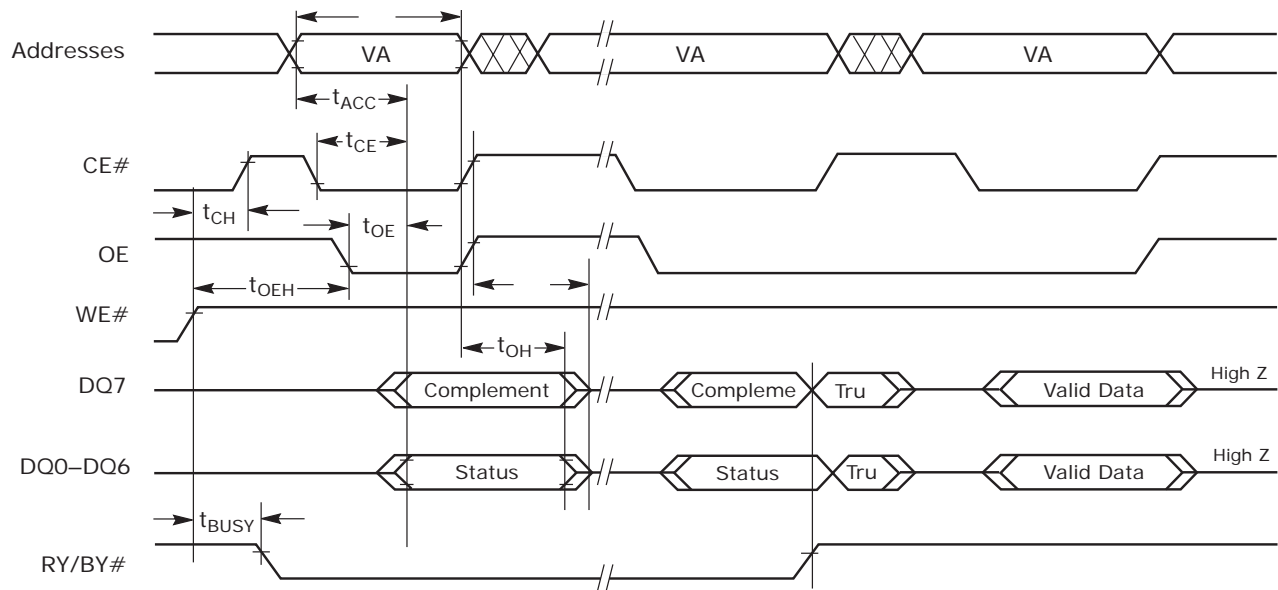 Addresses
VA
VA
VA
tACC
tCE
CE#
tCH
tOE
OE
tOEH
WE#
tOH
DQ7
Complement
Compleme
Tru
Valid Data
High Z
DQ0–DQ6
Status
Status
Tru
Valid Data
High Z
tBUSY
RY/BY#